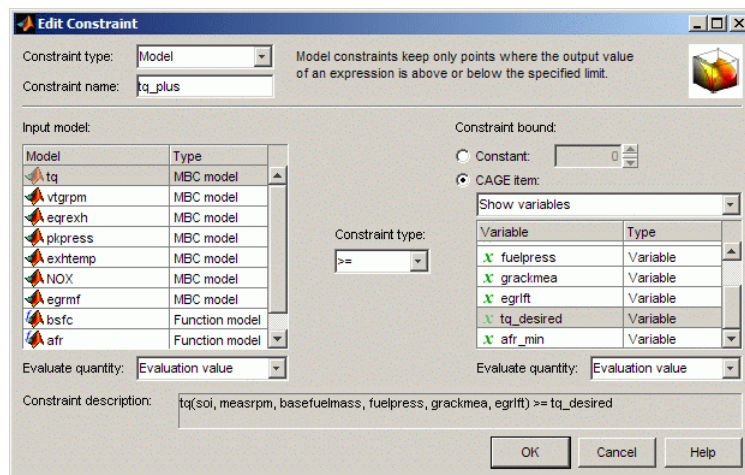 Edit Constraint
Constraint type: Model
Model constraints keep only points where the output value
of an expression is above or below the specified limit.
Constraint name: tq_plus
Input model:
Constraint bound:
Model Type
tq MBC model
vtgrpm MBC model
eqrexh MBC model
pkpress MBC model
exhtemp MBC model
NOX MBC model
egrmf MBC model
bsfc Function model
afr Function model
Constraint type:
>=
Constant: 0
CAGE item:
Show variables
Variable Type
x fuelpress Variable
x grackmea Variable
x egrlft Variable
x tq_desired Variable
x afr_min Variable
Evaluate quantity: Evaluation value
Evaluate quantity: Evaluation value
Constraint description: tq(soi, measrpm, basefuelmass, fuelpress, grackmea, egrlft) >= tq_desired
OK Cancel Help